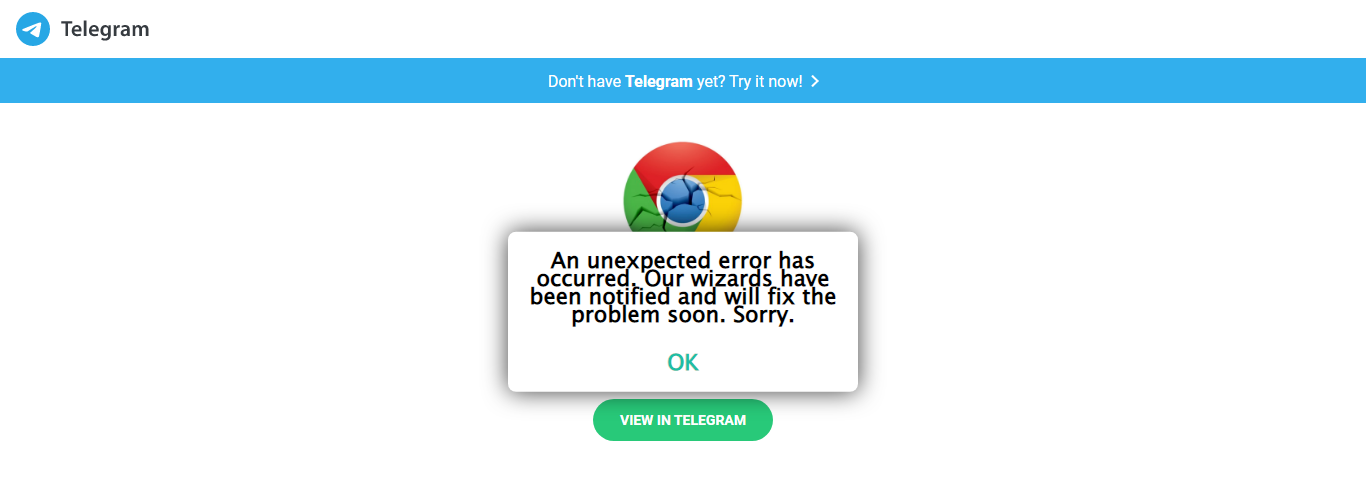 Telegram
Don't have Telegram yet? Try it now!
An unexpected error has
occurred. Our wizards have
been notified and will fix the
problem soon. Sorry.
OK
VIEW IN TELEGRAM